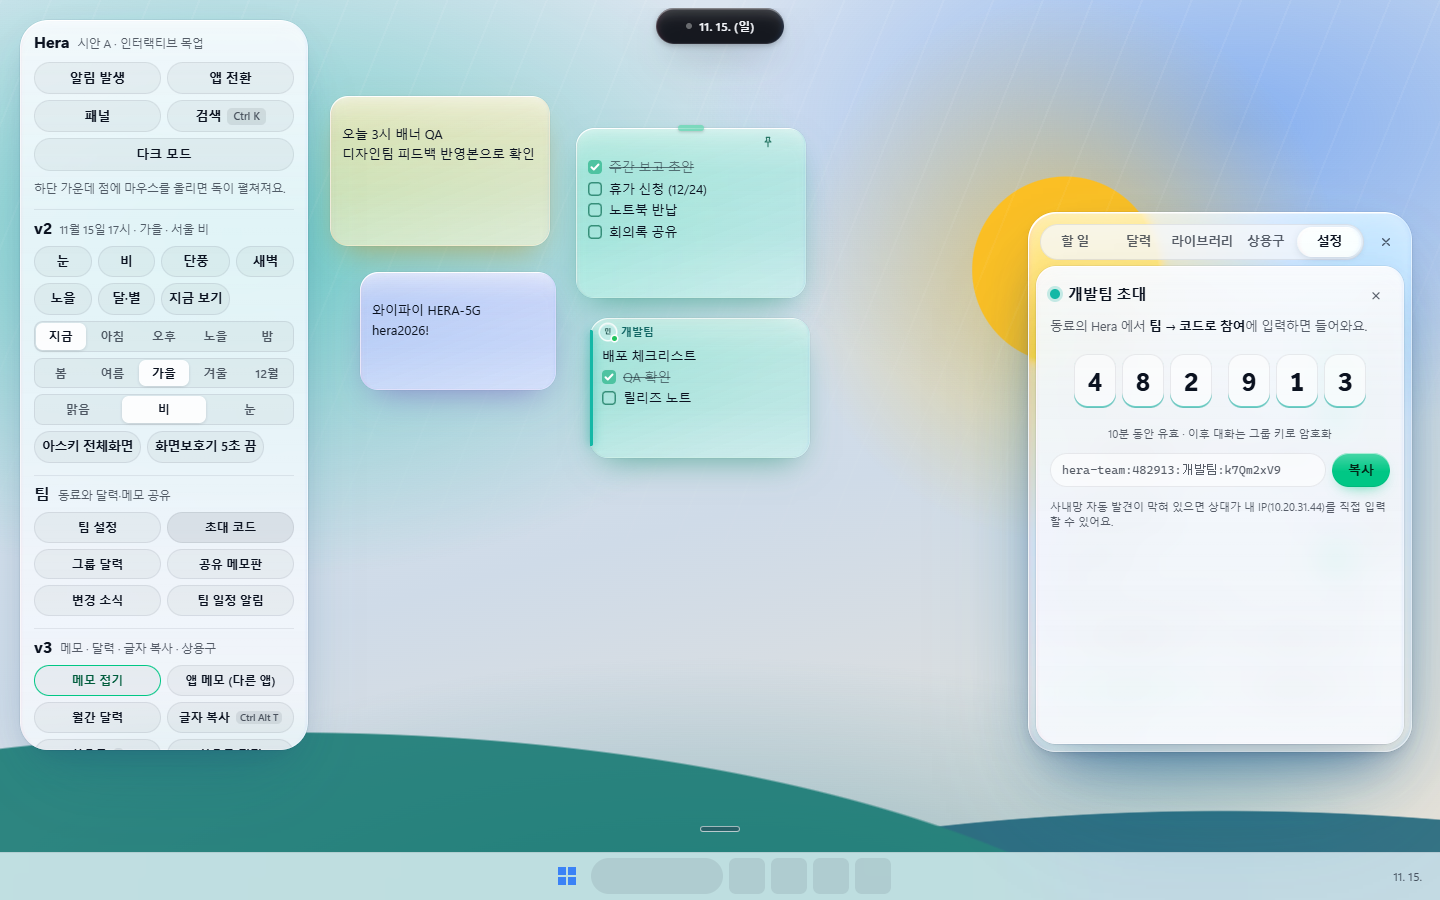 Hera 시안 A · 인터랙티브 목업
알림 발생 앱 전환
패널 검색 Ctrl K
다크 모드
하단 가운데 점에 마우스를 올리면 독이 펼쳐져요.
v2 11월 15일 17시 · 가을 · 서울 비
눈 비 단풍 새벽
노을 달·별 지금 보기
지금 아침 오후 노을 밤
봄 여름 가을 겨울 12월
맑음 비 눈
아스키 전체화면 화면보호기 5초 끔
팀 동료와 달력·메모 공유
팀 설정 초대 코드
그룹 달력 공유 메모판
변경 소식 팀 일정 알림
v3 메모 · 달력 · 글자 복사 · 상용구
메모 접기 앱 메모 (다른 앱)
월간 달력 글자 복사 Ctrl Alt T
11. 15. (일)
오늘 3시 배너 QA
디자인팀 피드백 반영본으로 확인
와이파이 HERA-5G
hera2026!
주간 보고 초안
휴가 신청 (12/24)
노트북 반납
회의록 공유
민 개발팀
배포 체크리스트
QA 확인
릴리즈 노트
할 일 달력 라이브러리 상용구 설정
개발팀 초대
동료의 Hera 에서 팀 → 코드로 참여에 입력하면 들어와요.
4 8 2 9 1 3
10분 동안 유효 · 이후 대화는 그룹 키로 암호화
hera-team:482913:개발팀:k7Qm2xV9 복사
사내망 자동 발견이 막혀 있으면 상대가 내 IP(10.20.31.44)를 직접 입력
할 수 있어요.
11. 15.